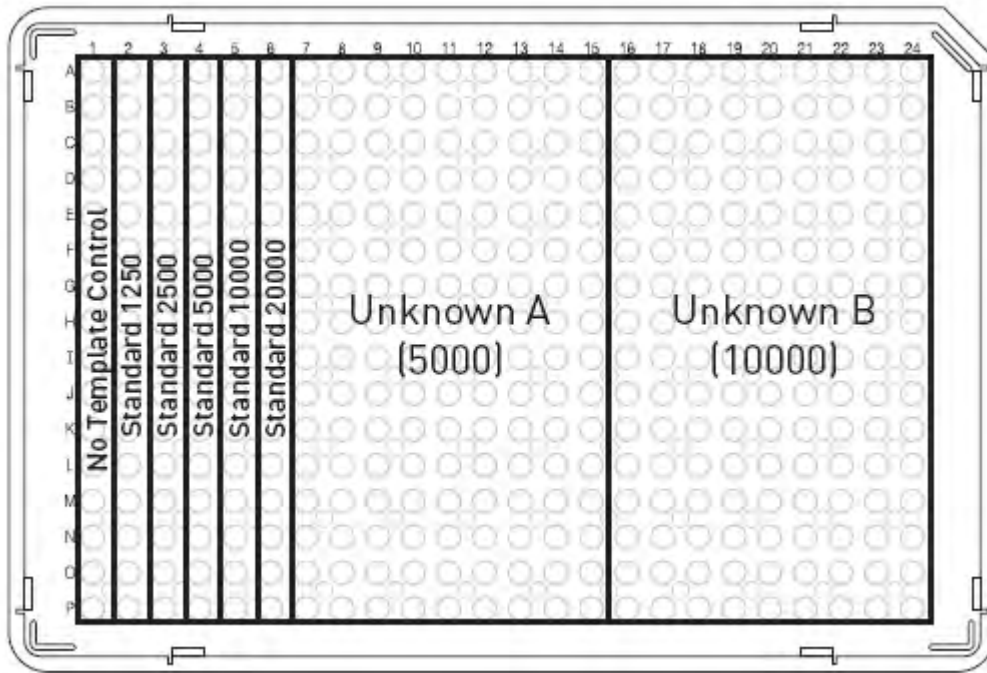 1 2 3 4 5 6 7 8 9 10 11 12 13 14 15 16 17 18 19 20 21 22 23 24
A
B
C
D
E
F
G
H
I
J
K
L
M
N
O
P
No Template Control
Standard 1250
Standard 2500
Standard 5000
Standard 10000
Standard 20000
Unknown A
(5000)
Unknown B
(10000)